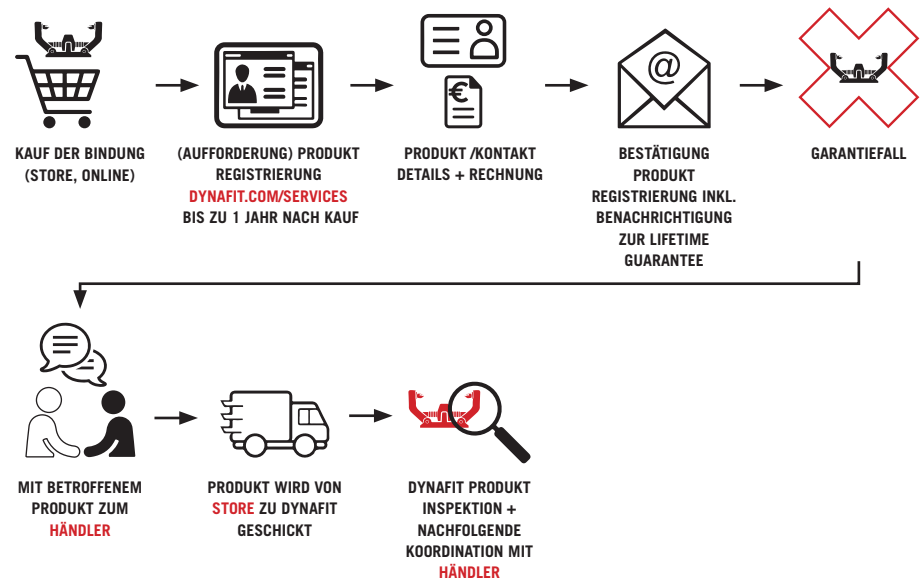 @
€
KAUF DER BINDUNG
(STORE, ONLINE)
(AUFFORDERUNG) PRODUKT
REGISTRIERUNG
DYNAFIT.COM/SERVICES
BIS ZU 1 JAHR NACH KAUF
PRODUKT /KONTAKT
DETAILS + RECHNUNG
BESTÄTIGUNG
PRODUKT
REGISTRIERUNG INKL.
BENACHRICHTIGUNG
ZUR LIFETIME
GUARANTEE
GARANTIEFALL
MIT BETROFFENEM
PRODUKT ZUM
HÄNDLER
PRODUKT WIRD VON
STORE ZU DYNAFIT
GESCHICKT
DYNAFIT PRODUKT
INSPEKTION +
NACHFOLGENDE
KOORDINATION MIT
HÄNDLER